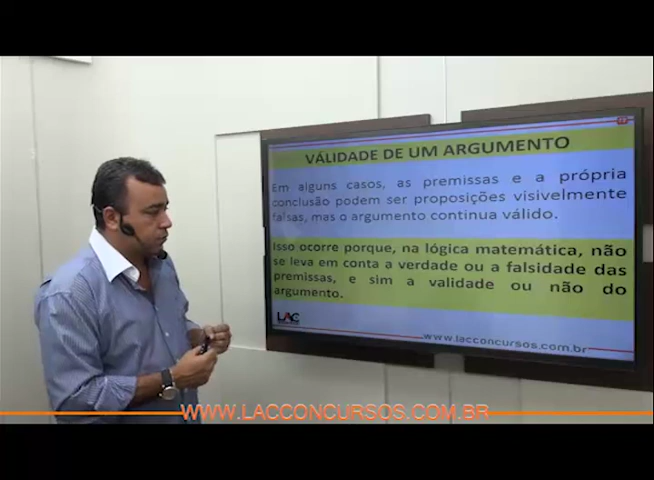 VÁLIDADE DE UM ARGUMENTO
Em alguns casos, as premissas e a própria
conclusão podem ser proposições visivelmente
falsas, mas o argumento continua válido.
Isso ocorre porque, na lógica matemática, não
se leva em conta a verdade ou a falsidade das
premissas, e sim a validade ou não do
argumento.
LAC
www.lacconcursos.com.br
WWW.LACCONCURSOS.COM.BR